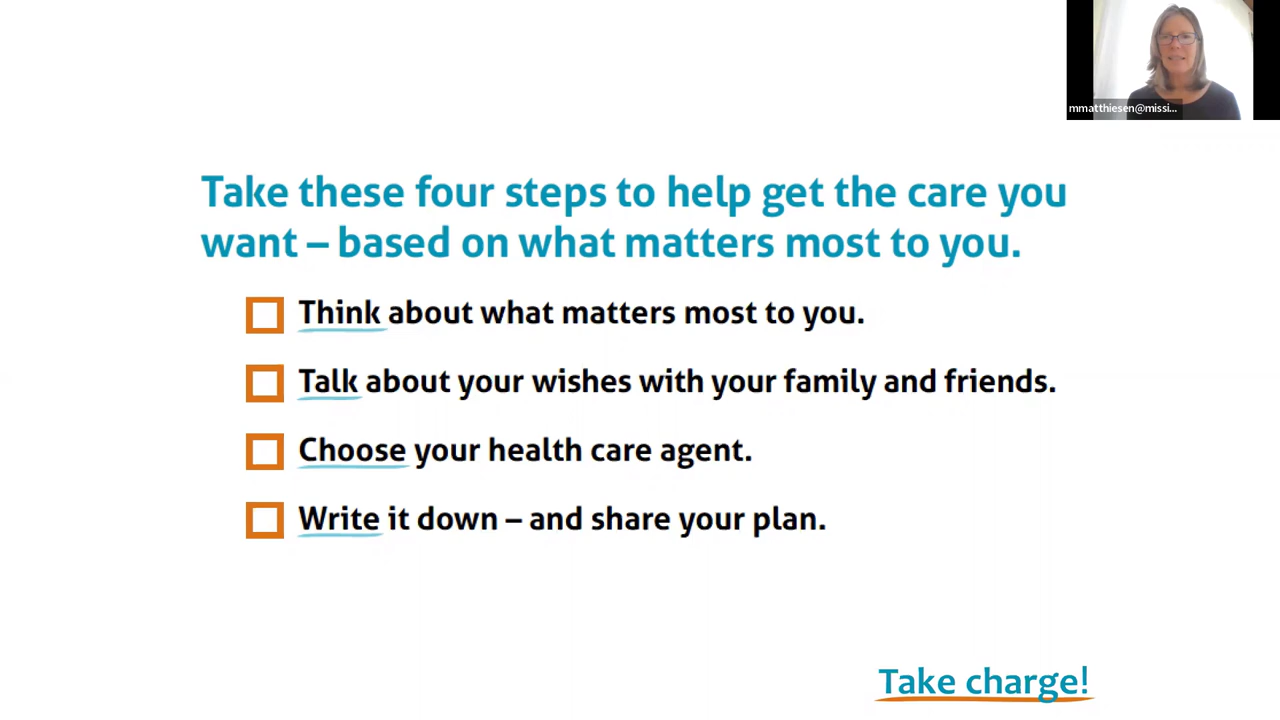 mmatthiesen@missi...
Take these four steps to help get the care you
want – based on what matters most to you.
Think about what matters most to you.
Talk about your wishes with your family and friends.
Choose your health care agent.
Write it down – and share your plan.
Take charge!